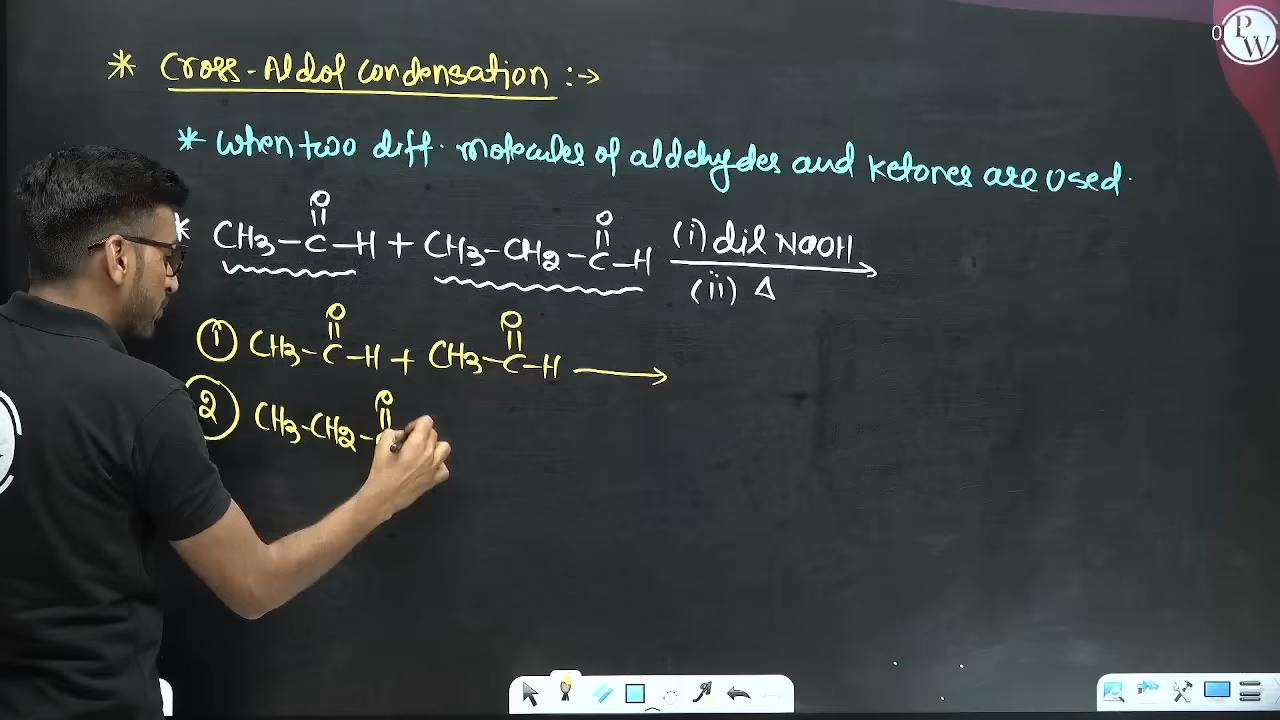 * Cross-Aldol condensation :→
* When two diff. molecules of aldehydes and ketones are used.
* CH3-C(=O)-H + CH3-CH2-C(=O)-H (i) dil NaOH (ii) Δ →
① CH3-C(=O)-H + CH3-C(=O)-H →
② CH3-CH2-
PW